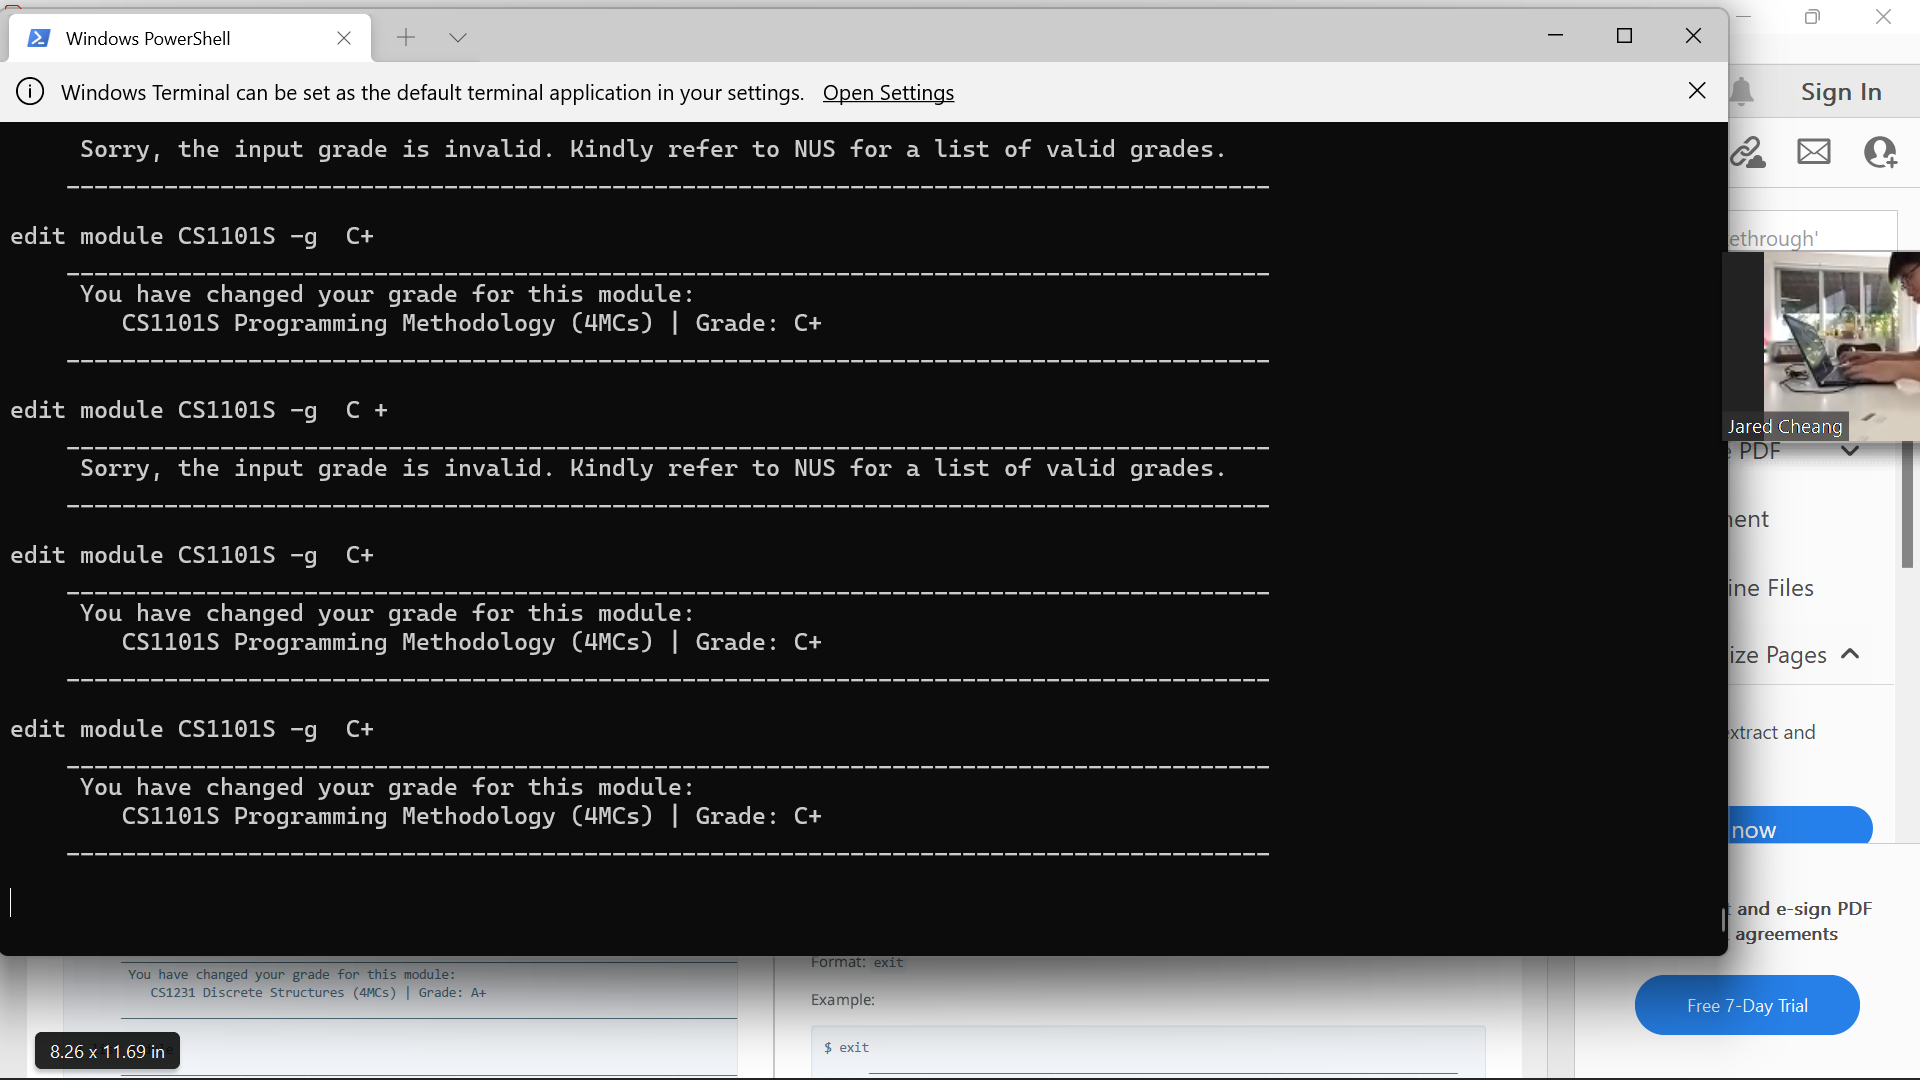 Windows PowerShell
Windows Terminal can be set as the default terminal application in your settings. Open Settings
Sign In
Sorry, the input grade is invalid. Kindly refer to NUS for a list of valid grades.
edit module CS1101S -g  C+
ethrough'
You have changed your grade for this module:
CS1101S Programming Methodology (4MCs) | Grade: C+
edit module CS1101S -g  C +
Jared Cheang
PDF
Sorry, the input grade is invalid. Kindly refer to NUS for a list of valid grades.
ent
edit module CS1101S -g  C+
ine Files
You have changed your grade for this module:
CS1101S Programming Methodology (4MCs) | Grade: C+
ize Pages
edit module CS1101S -g  C+
xtract and
You have changed your grade for this module:
CS1101S Programming Methodology (4MCs) | Grade: C+
now
and e-sign PDF
agreements
Format: exit
You have changed your grade for this module:
CS1231 Discrete Structures (4MCs) | Grade: A+
Example:
Free 7-Day Trial
8.26 x 11.69 in
$ exit